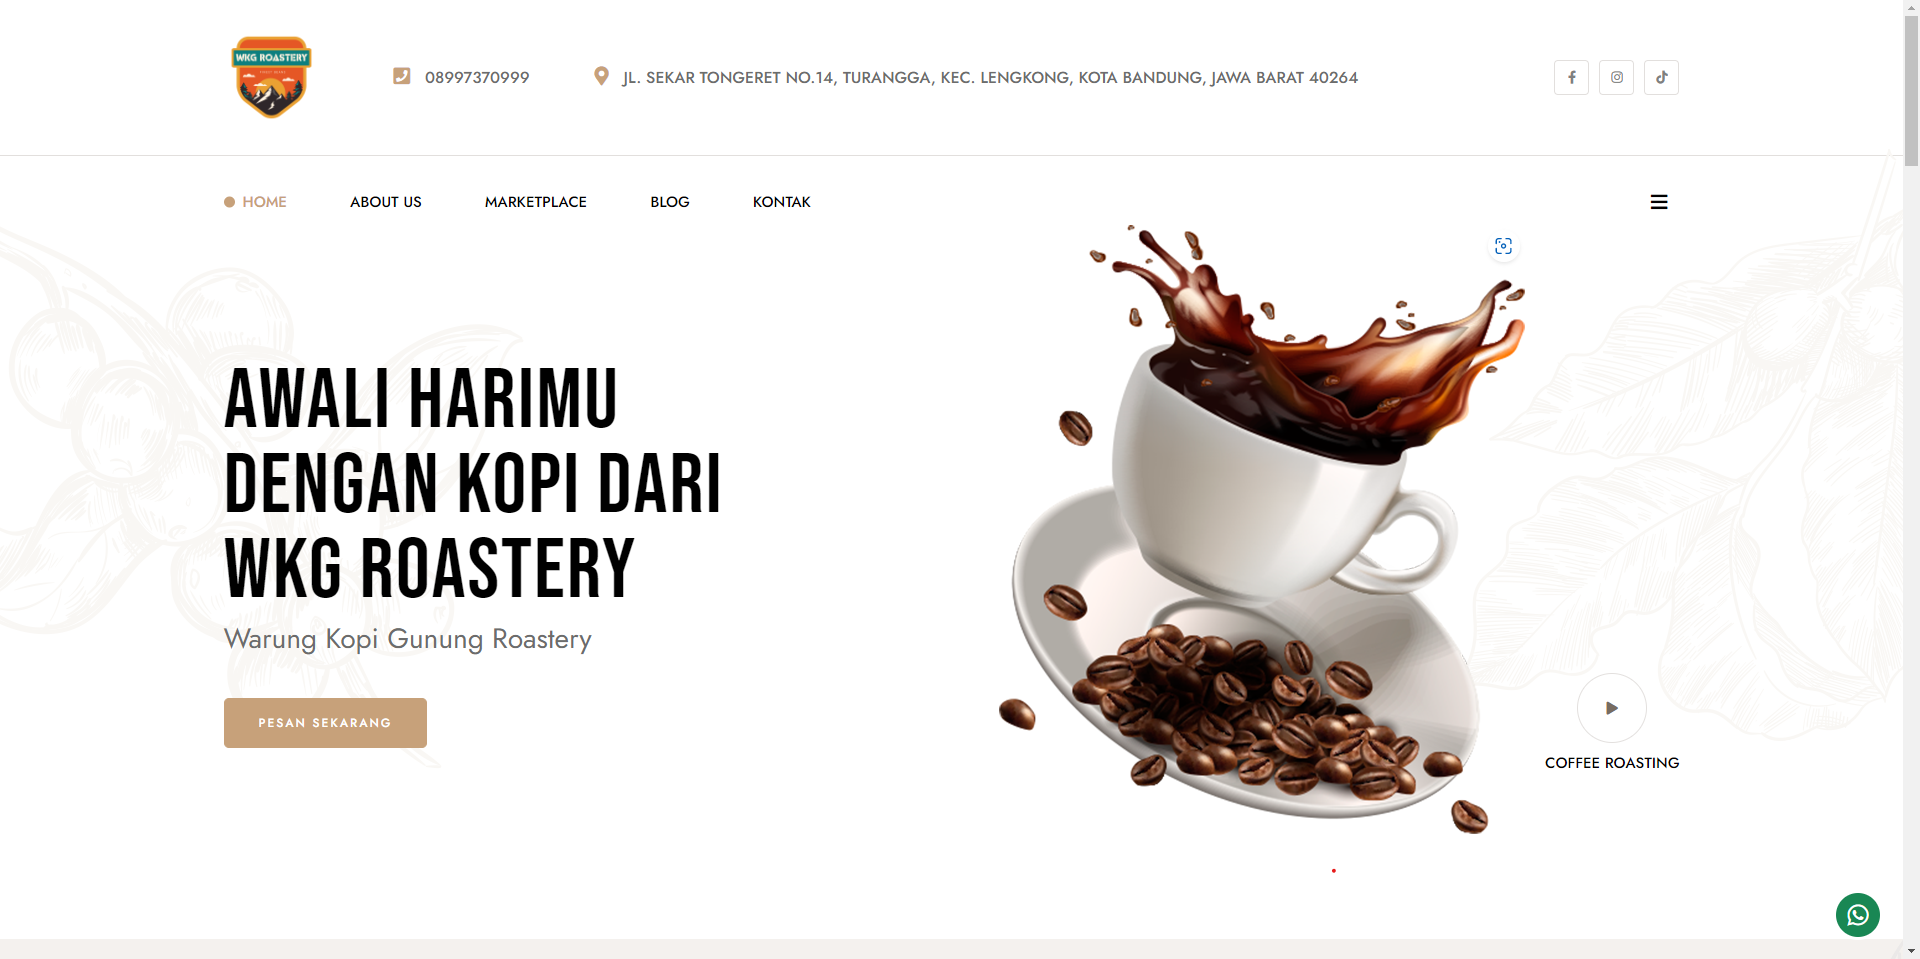 WKG ROASTERY
08997370999
JL. SEKAR TONGERET NO.14, TURANGGA, KEC. LENGKONG, KOTA BANDUNG, JAWA BARAT 40264
HOME
ABOUT US
MARKETPLACE
BLOG
KONTAK
AWALI HARIMU
DENGAN KOPI DARI
WKG ROASTERY
Warung Kopi Gunung Roastery
PESAN SEKARANG
COFFEE ROASTING